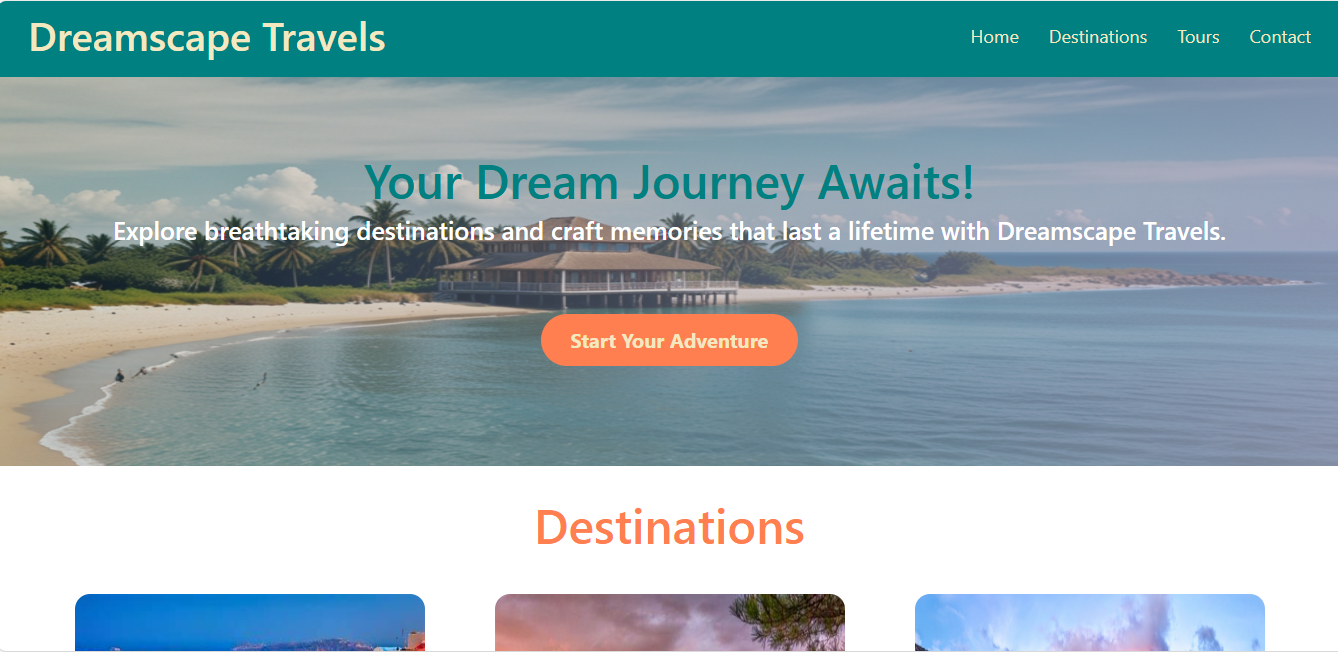 Dreamscape Travels
Home Destinations Tours Contact
Your Dream Journey Awaits!
Explore breathtaking destinations and craft memories that last a lifetime with Dreamscape Travels.
Start Your Adventure
Destinations